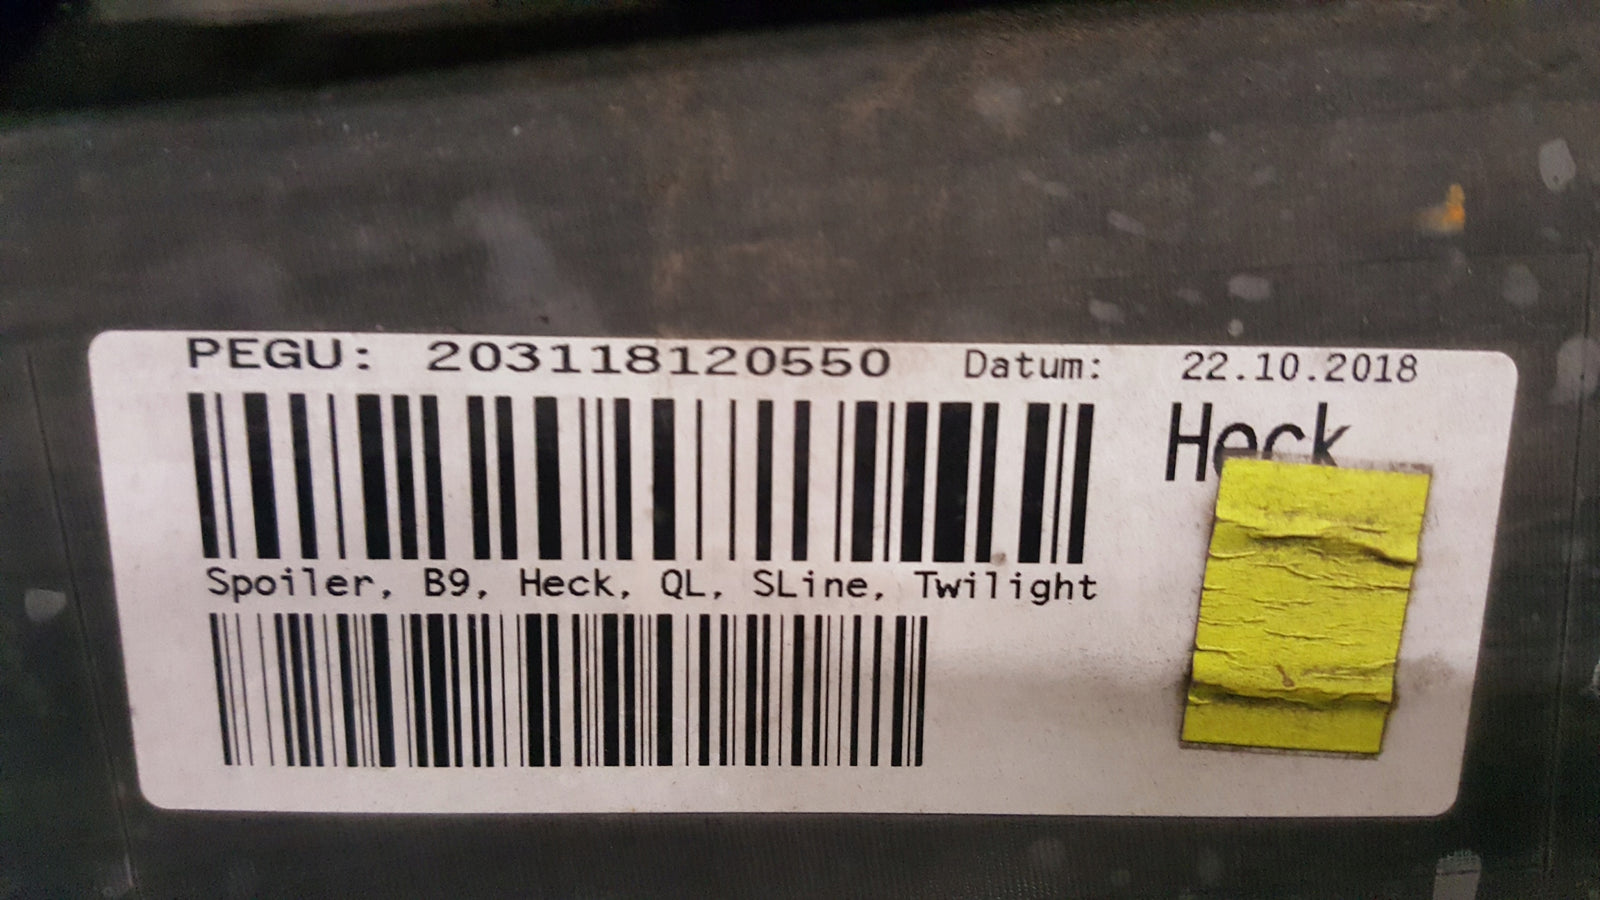 PEGU: 203118120550 Datum: 22.10.2018
Heck
Spoiler, B9, Heck, QL, SLine, Twilight